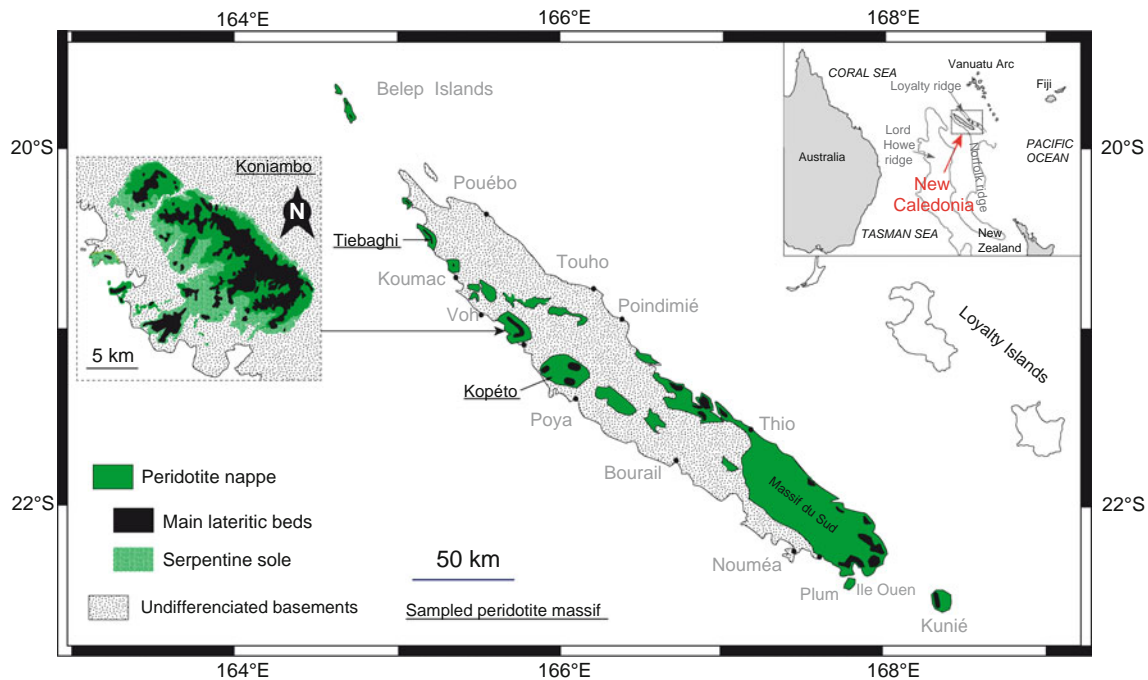 164°E
166°E
168°E
CORAL SEA
Vanuatu Arc
Loyalty ridge
Fiji
Belep Islands
20°S
20°S
Koniambo
Australia
Lord
Howe
ridge
Norfolk ridge
PACIFIC
OCEAN
N
Pouébo
New
Caledonia
TASMAN SEA
New
Zealand
Tiebaghi
Touho
Koumac
Voh
Poindimié
Loyalty Islands
5 km
Kopéto
Poya
Thio
Bourail
Peridotite nappe
Massif du Sud
22°S
22°S
Main lateritic beds
Serpentine sole
50 km
Nouméa
Plum
Ile Ouen
Undifferenciated basements
Sampled peridotite massif
Kunié
164°E
166°E
168°E